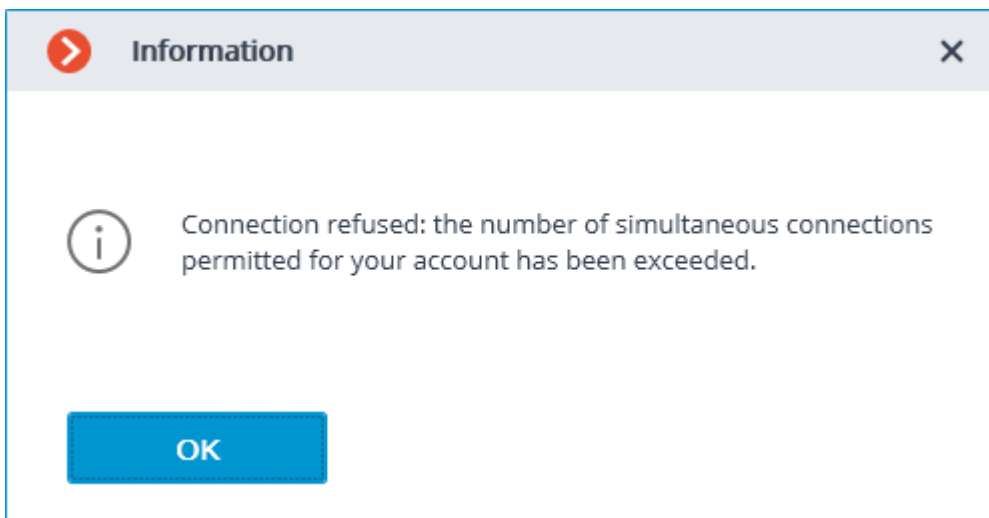 Information
Connection refused: the number of simultaneous connections
permitted for your account has been exceeded.
OK